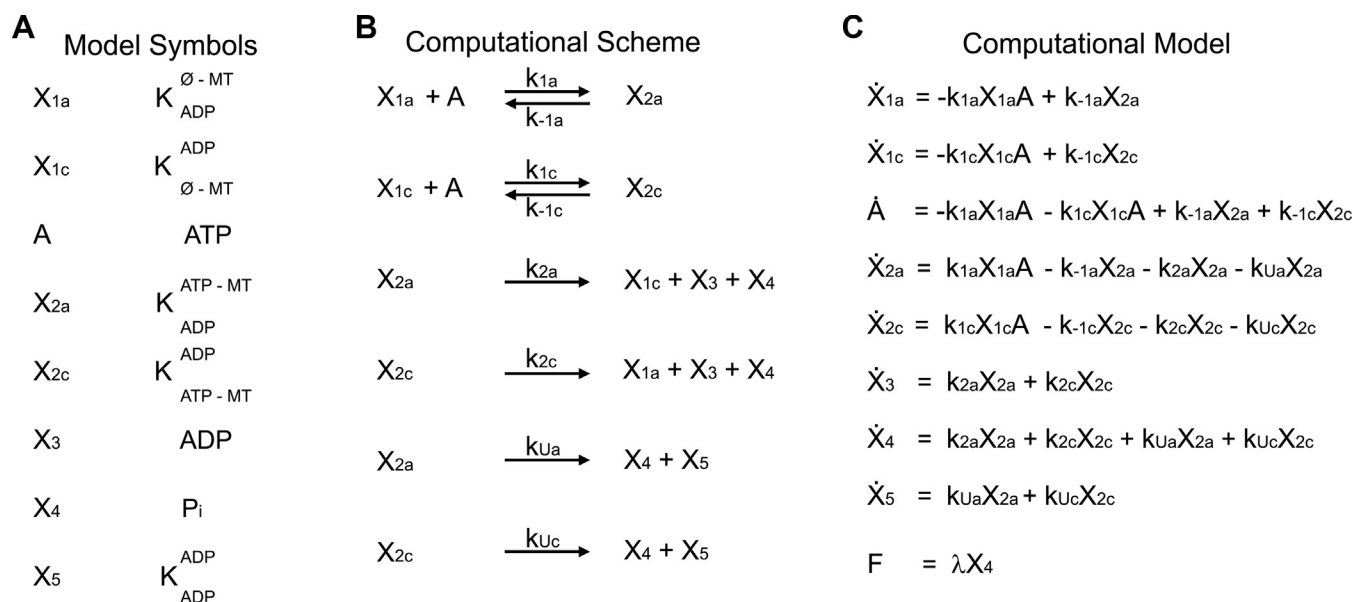 A
Model Symbols
X1a K Ø - MT ADP
X1c K ADP Ø - MT
A ATP
X2a K ATP - MT ADP
X2c K ADP ATP - MT
X3 ADP
X4 Pi
X5 K ADP ADP
B
Computational Scheme
k1a
X1a + A X2a
k-1a
k1c
X1c + A X2c
k-1c
k2a
X2a X1c + X3 + X4
k2c
X2c X1a + X3 + X4
kUa
X2a X4 + X5
kUc
X2c X4 + X5
C
Computational Model
Ẋ1a = -k1aX1aA + k-1aX2a
Ẋ1c = -k1cX1cA + k-1cX2c
Ȧ = -k1aX1aA - k1cX1cA + k-1aX2a + k-1cX2c
Ẋ2a = k1aX1aA - k-1aX2a - k2aX2a - kUaX2a
Ẋ2c = k1cX1cA - k-1cX2c - k2cX2c - kUcX2c
Ẋ3 = k2aX2a + k2cX2c
Ẋ4 = k2aX2a + k2cX2c + kUaX2a + kUcX2c
Ẋ5 = kUaX2a + kUcX2c
F = λX4